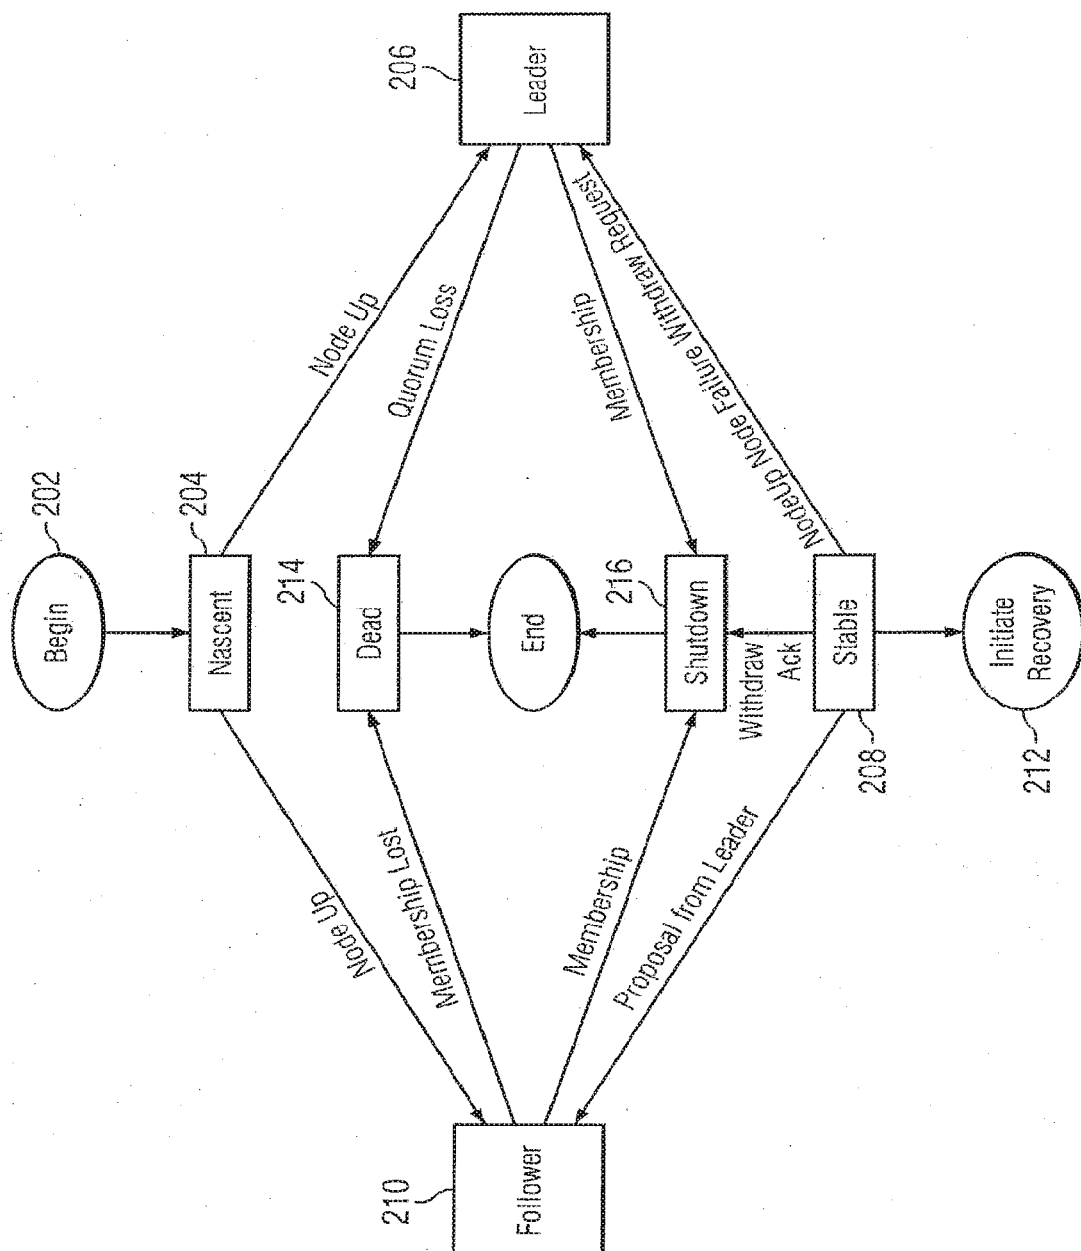 Begin
202
Nascent
204
Node Up
Node Up
206
Leader
Dead
214
Quorum Loss
Membership Lost
End
210
Follower
Shutdown
216
Membership
Membership
Withdraw
Ack
Stable
208
NodeUp Node Failure Withdraw Request
Proposal from Leader
Initiate
Recovery
212